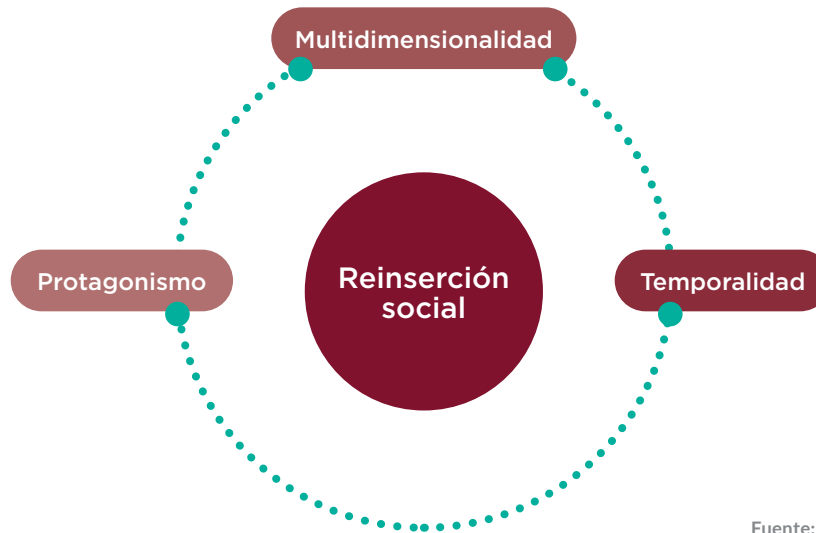 Multidimensionalidad
Protagonismo
Reinserción
social
Temporalidad
Fuente: